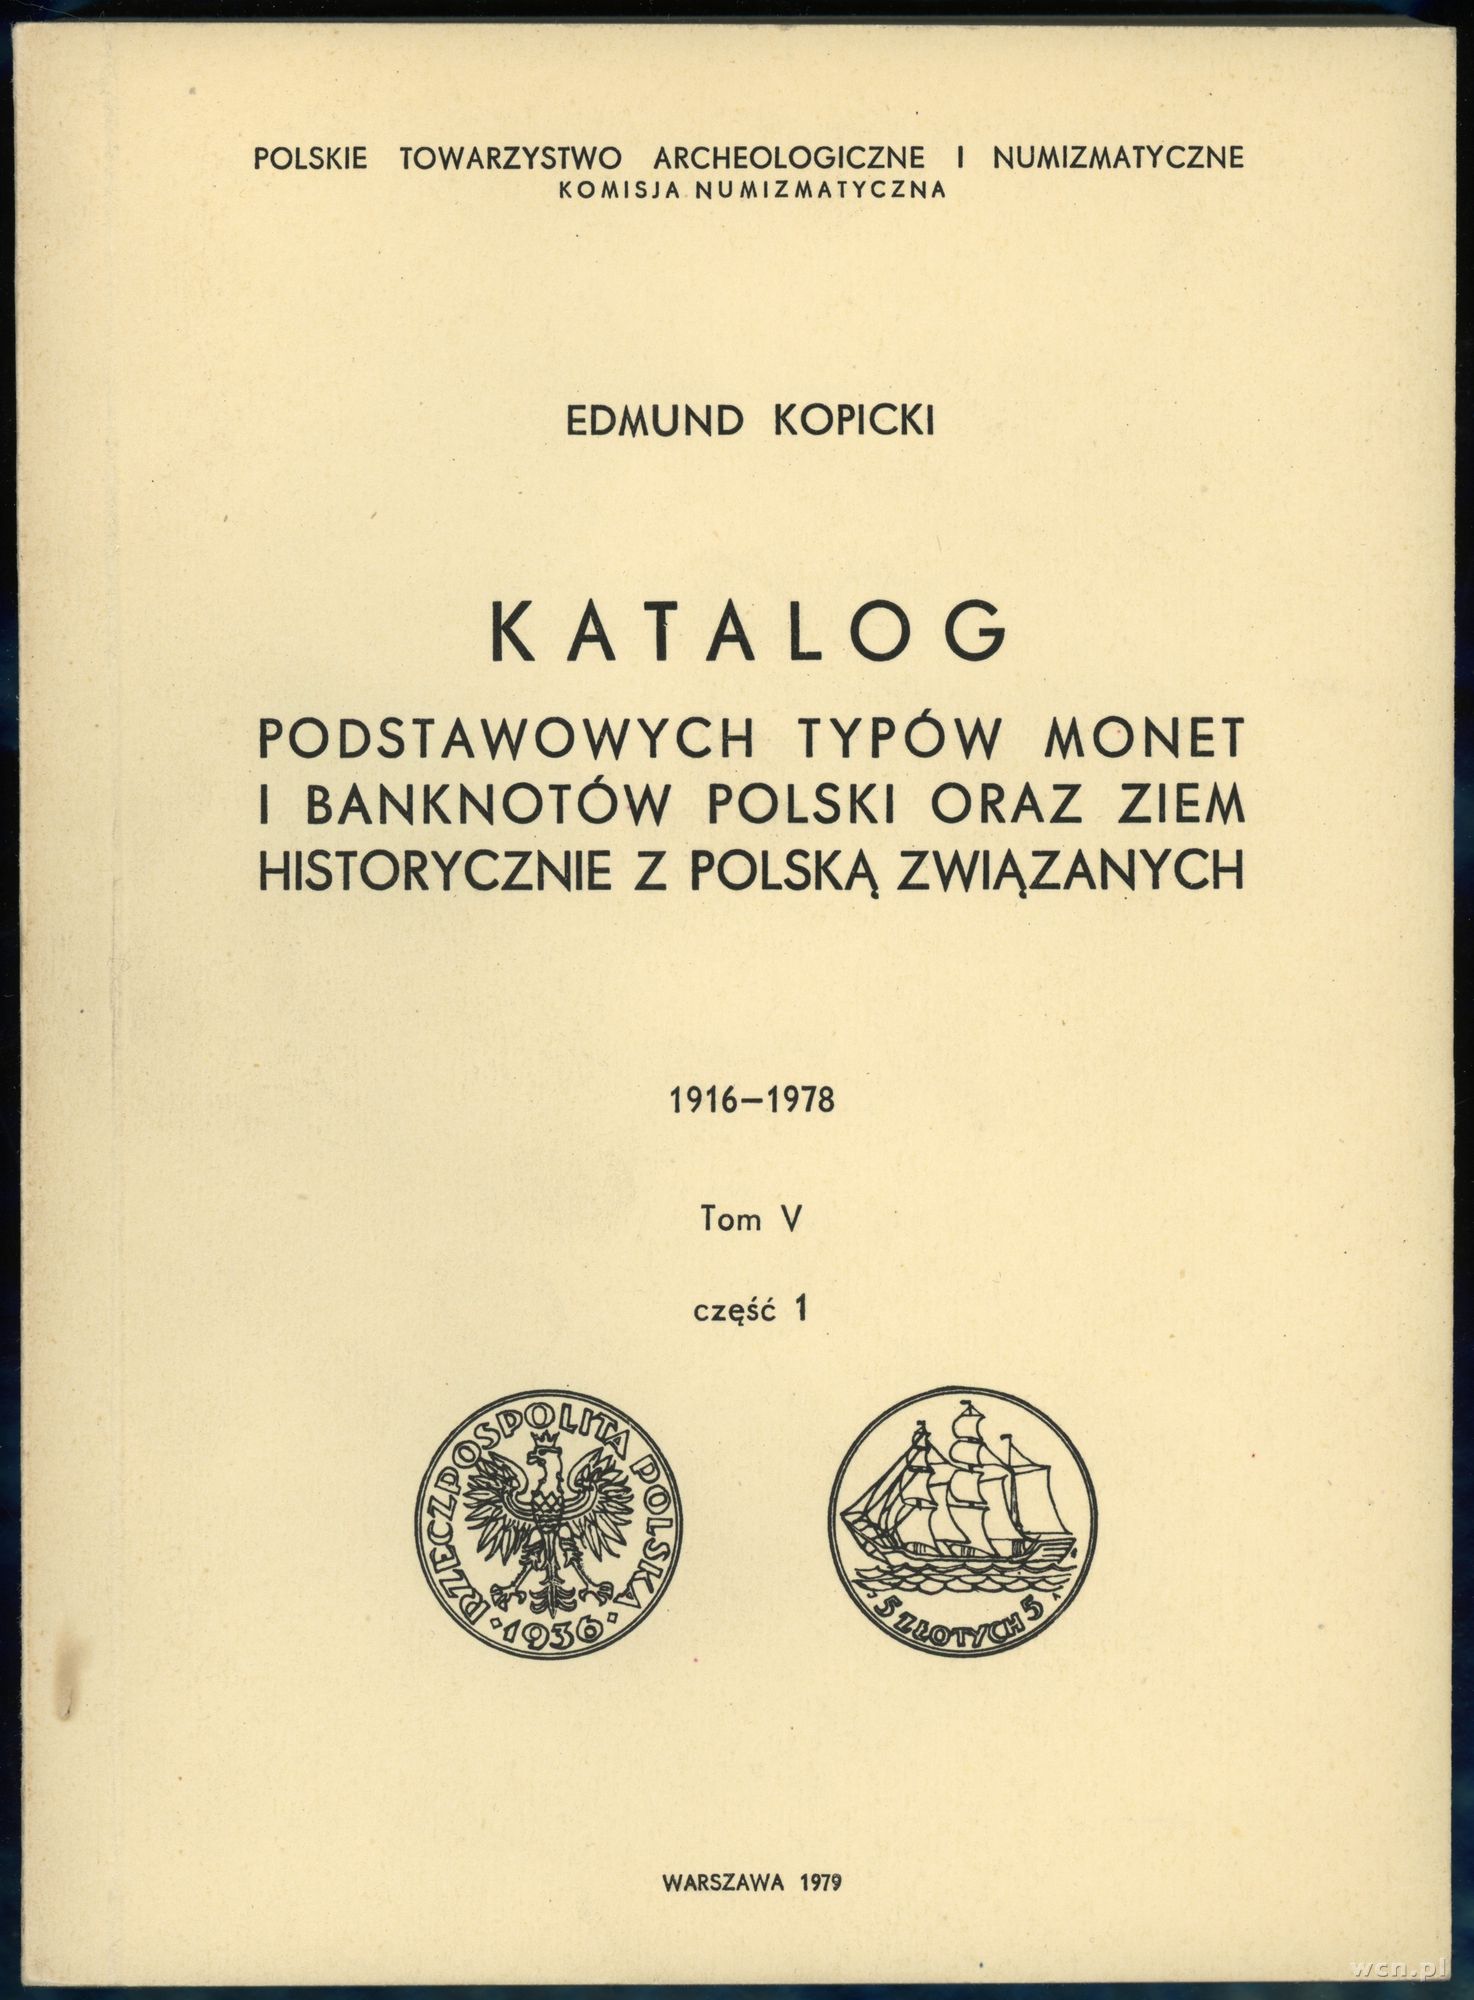 POLSKIE TOWARZYSTWO ARCHEOLOGICZNE I NUMIZMATYCZNE
KOMISJA NUMIZMATYCZNA
EDMUND KOPICKI
KATALOG
PODSTAWOWYCH TYPÓW MONET
I BANKNOTÓW POLSKI ORAZ ZIEM
HISTORYCZNIE Z POLSKĄ ZWIĄZANYCH
1916–1978
Tom V
część 1
RZECZPOSPOLITA POLSKA
·1936·
5 ZŁOTYCH 5
WARSZAWA 1979
wcn.pl